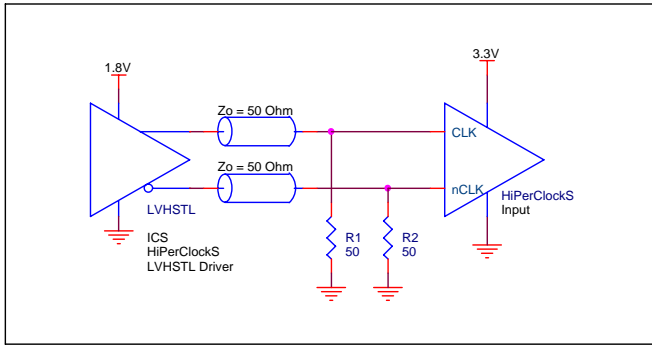 1.8V
3.3V
Zo = 50 Ohm
CLK
Zo = 50 Ohm
nCLK
LVHSTL
HiPerClockS
Input
ICS
HiPerClockS
LVHSTL Driver
R1
50
R2
50